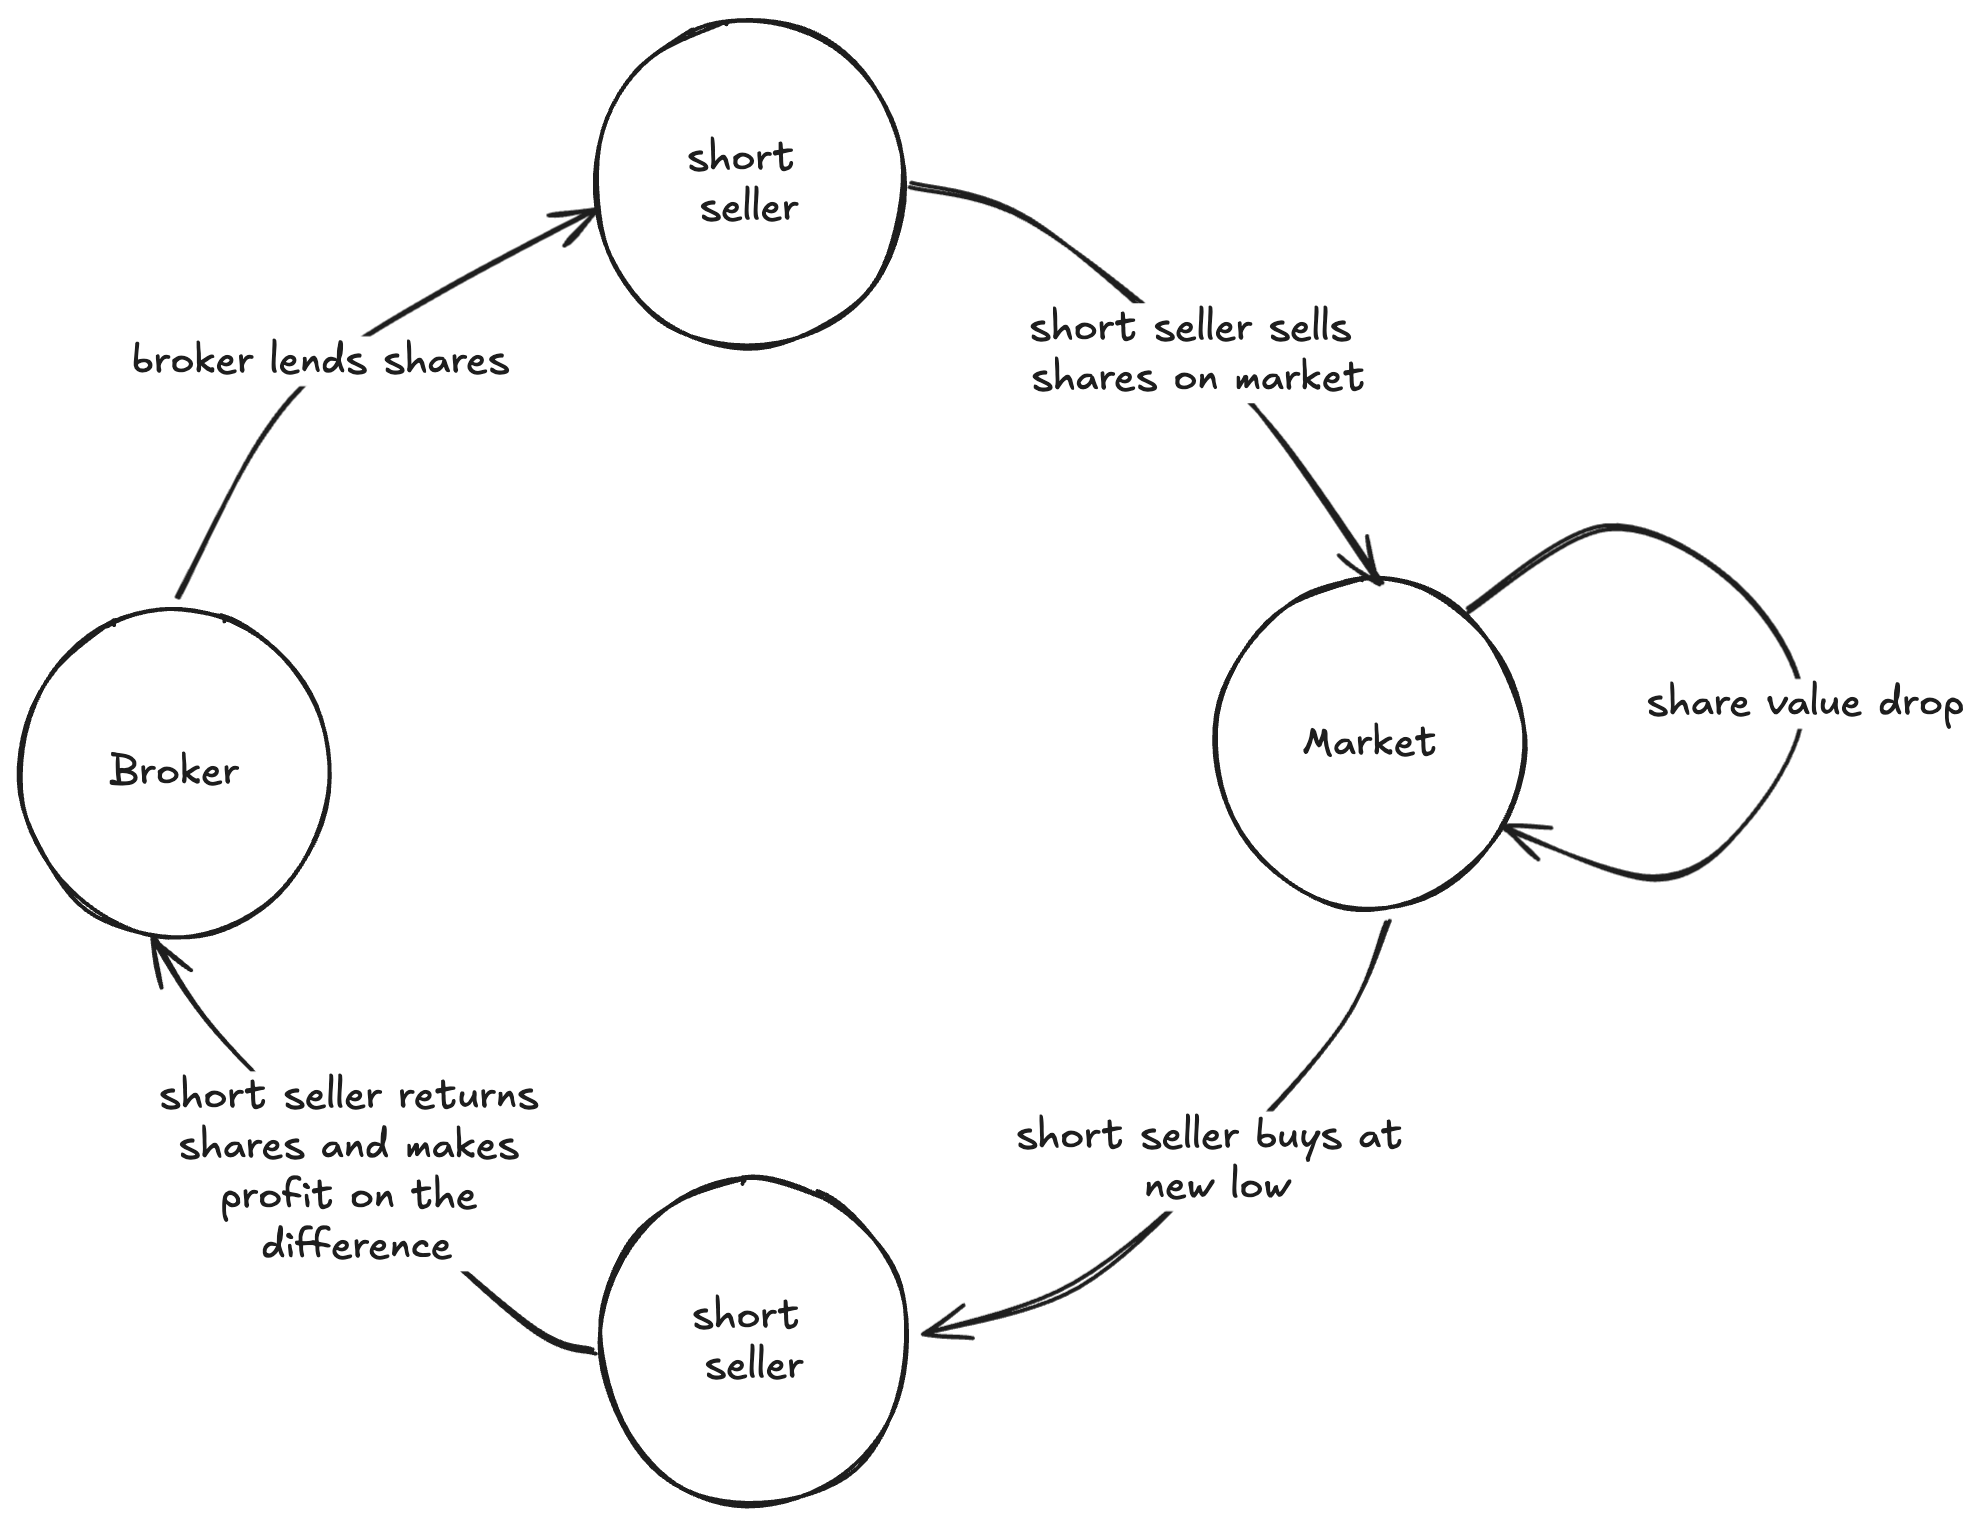 short
seller
short seller sells
shares on market
broker lends shares
share value drop
Market
Broker
short seller returns
shares and makes
profit on the
difference
short seller buys at
new low
short
seller